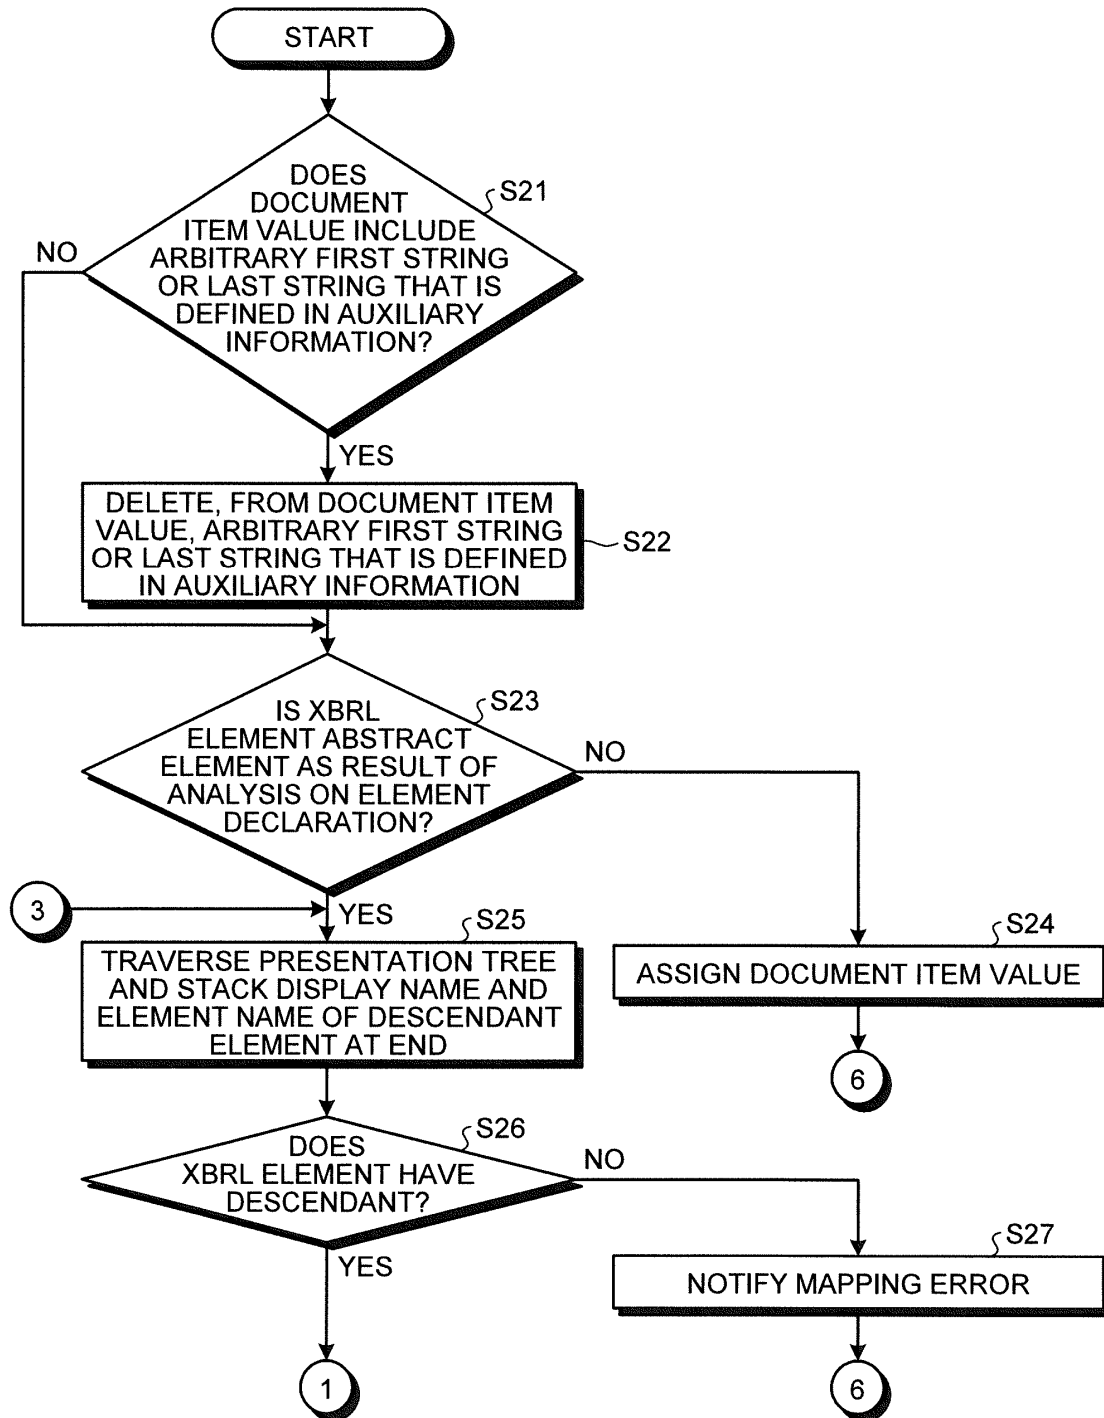 START
DOES
DOCUMENT
ITEM VALUE INCLUDE
ARBITRARY FIRST STRING
OR LAST STRING THAT IS
DEFINED IN AUXILIARY
INFORMATION?
S21
NO
YES
DELETE, FROM DOCUMENT ITEM
VALUE, ARBITRARY FIRST STRING
OR LAST STRING THAT IS DEFINED
IN AUXILIARY INFORMATION
S22
IS XBRL
ELEMENT ABSTRACT
ELEMENT AS RESULT OF
ANALYSIS ON ELEMENT
DECLARATION?
S23
NO
3
YES
S25
TRAVERSE PRESENTATION TREE
AND STACK DISPLAY NAME AND
ELEMENT NAME OF DESCENDANT
ELEMENT AT END
S24
ASSIGN DOCUMENT ITEM VALUE
6
DOES
XBRL ELEMENT HAVE
DESCENDANT?
S26
NO
YES
S27
NOTIFY MAPPING ERROR
1
6